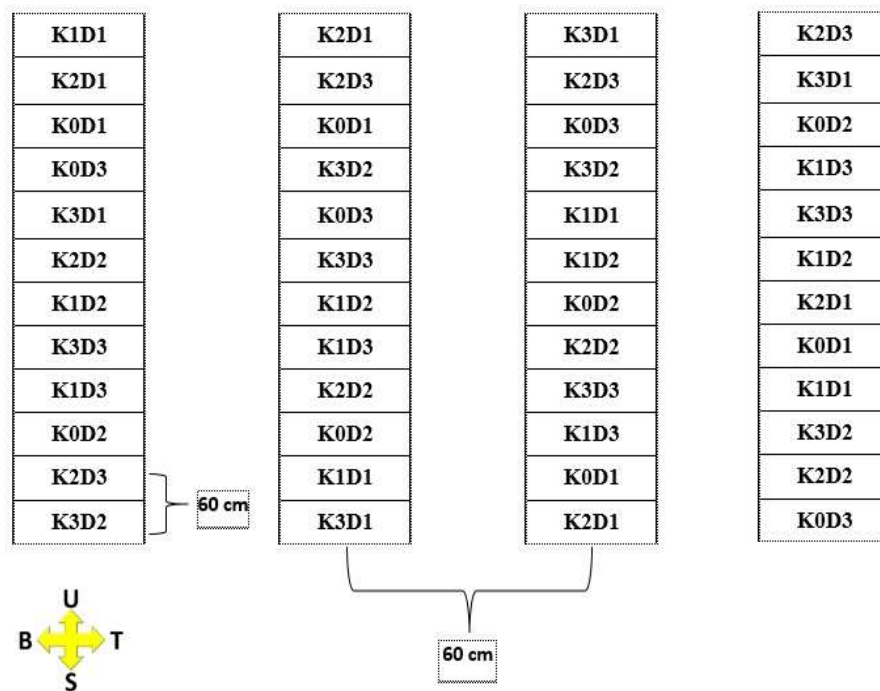 K1D1
K2D1
K0D1
K0D3
K3D1
K2D2
K1D2
K3D3
K1D3
K0D2
K2D3
K3D2
60 cm
K2D1
K2D3
K0D1
K3D2
K0D3
K3D3
K1D2
K1D3
K2D2
K0D2
K1D1
K3D1
K3D1
K2D3
K0D3
K3D2
K1D1
K1D2
K0D2
K2D2
K3D3
K1D3
K0D1
K2D1
60 cm
K2D3
K3D1
K0D2
K1D3
K3D3
K1D2
K2D1
K0D1
K1D1
K3D2
K2D2
K0D3
U
B T
S